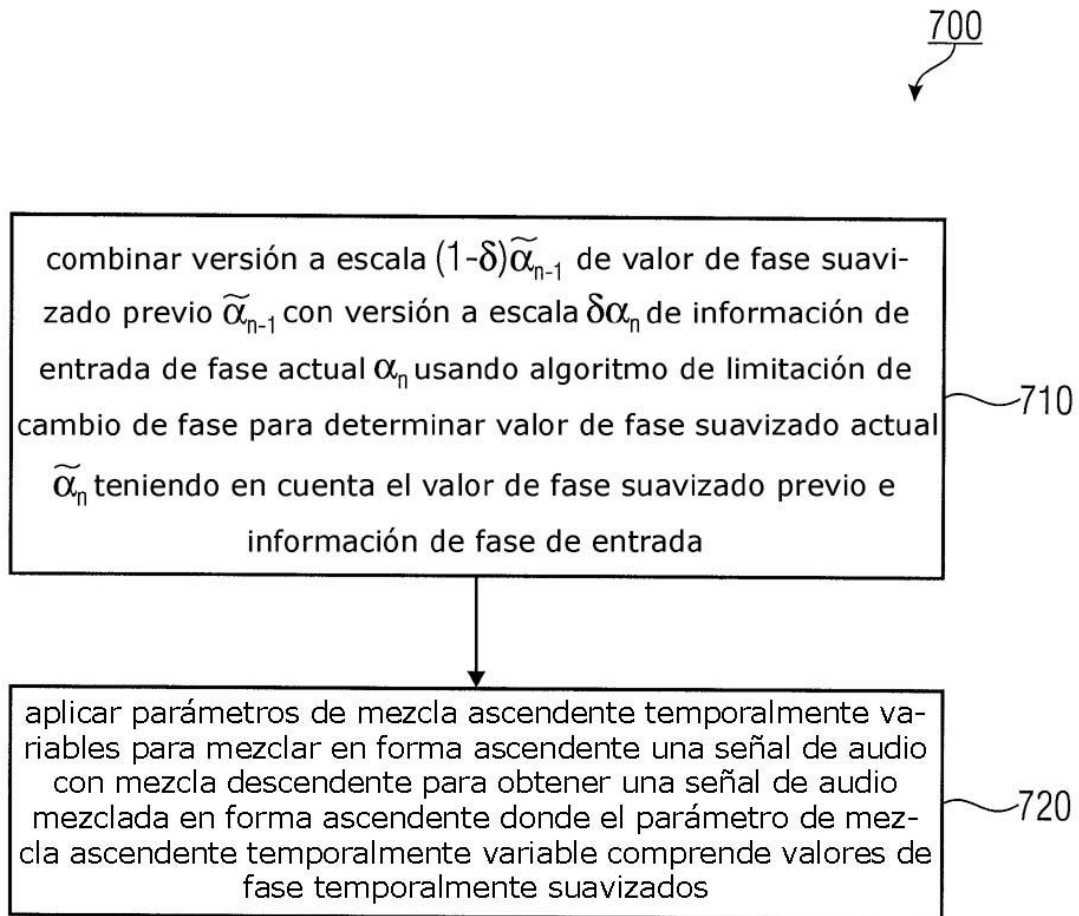 700
combinar versión a escala (1-δ)α̃ₙ₋₁ de valor de fase suavi-
zado previo α̃ₙ₋₁ con versión a escala δαₙ de información de
entrada de fase actual αₙ usando algoritmo de limitación de
cambio de fase para determinar valor de fase suavizado actual
α̃ₙ teniendo en cuenta el valor de fase suavizado previo e
información de fase de entrada
710
aplicar parámetros de mezcla ascendente temporalmente va-
riables para mezclar en forma ascendente una señal de audio
con mezcla descendente para obtener una señal de audio
mezclada en forma ascendente donde el parámetro de mez-
cla ascendente temporalmente variable comprende valores de
fase temporalmente suavizados
720